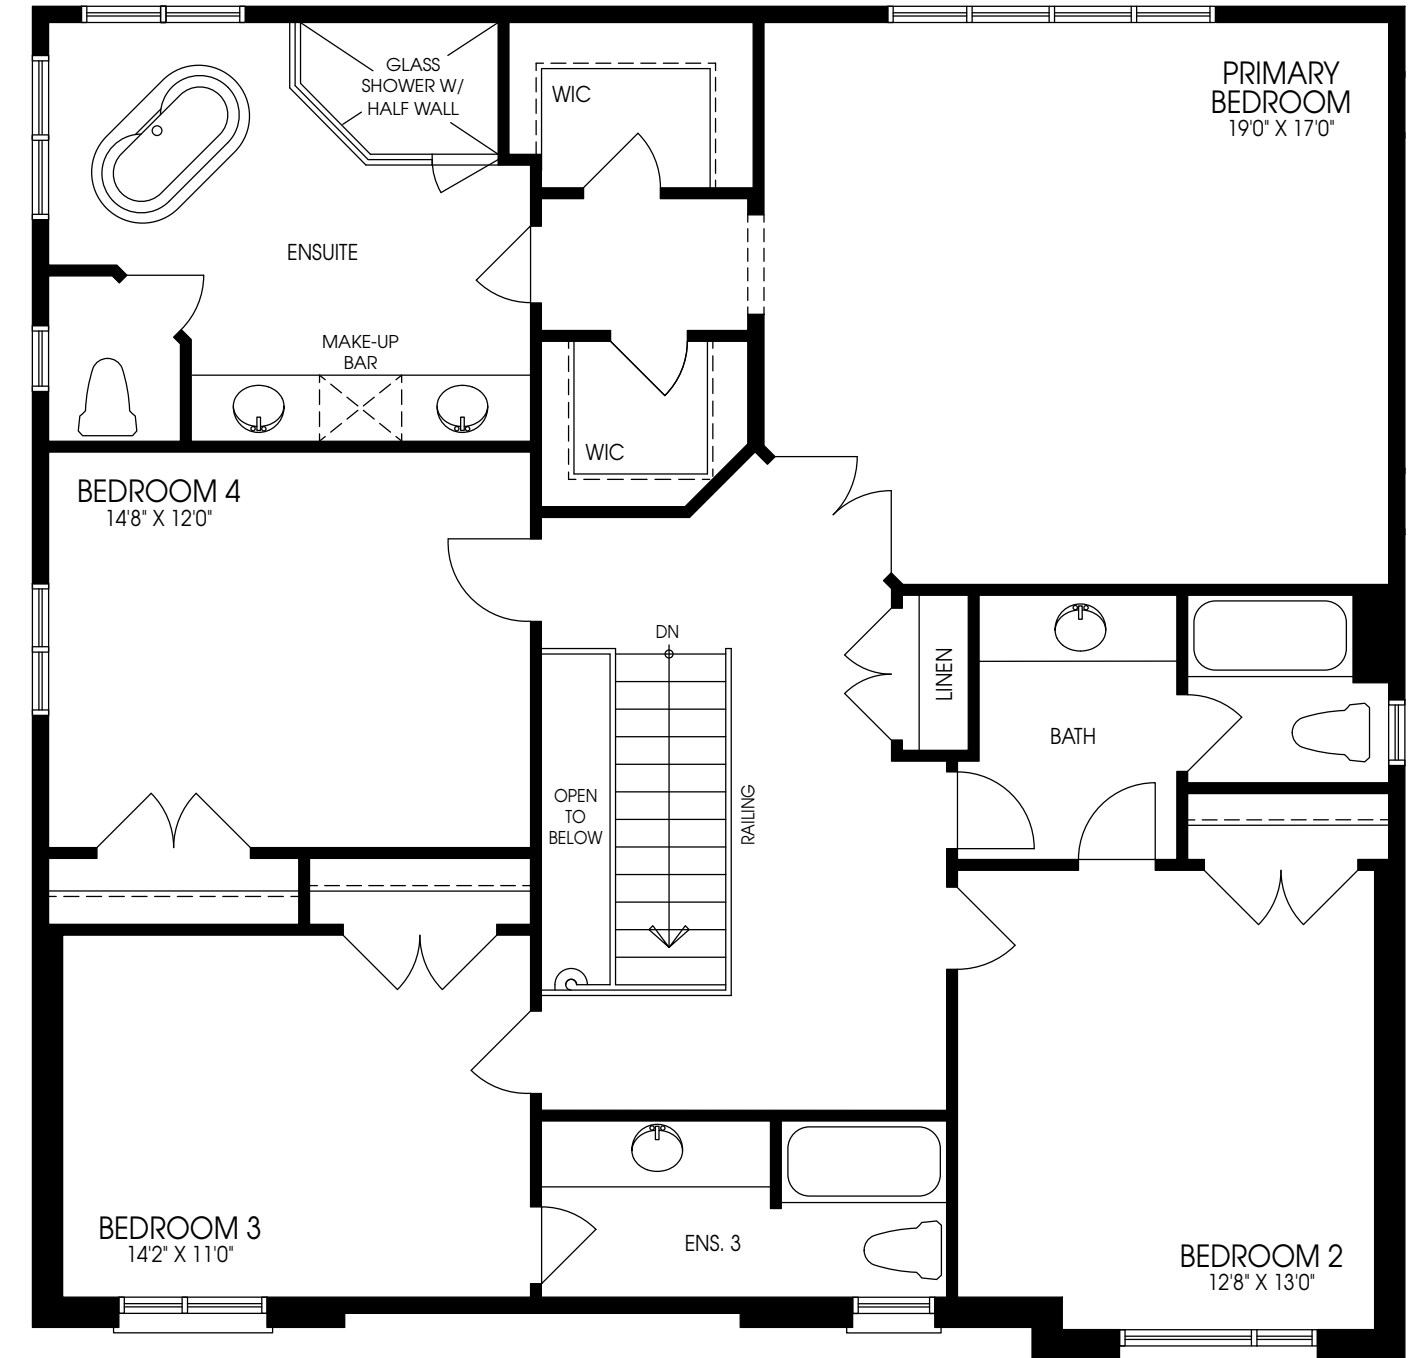 GLASS
SHOWER W/
HALF WALL
WIC
PRIMARY
BEDROOM
19'0" X 17'0"
ENSUITE
MAKE-UP
BAR
WIC
BEDROOM 4
14'8" X 12'0"
DN
LINEN
BATH
OPEN
TO
BELOW
RAILING
BEDROOM 3
14'2" X 11'0"
ENS. 3
BEDROOM 2
12'8" X 13'0"